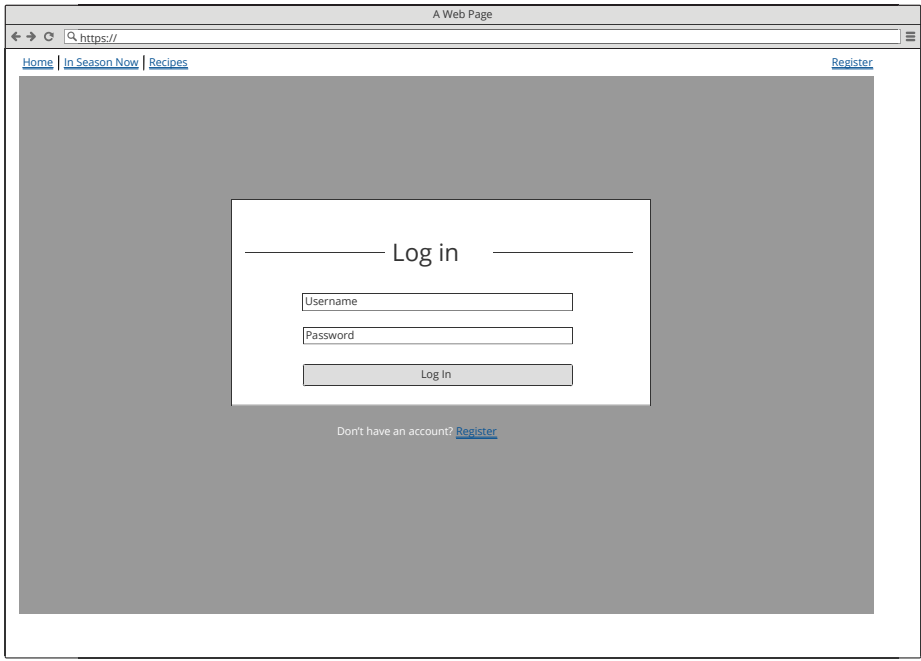 A Web Page
https://
Home | In Season Now | Recipes Register
Log in
Username
Password
Log In
Don't have an account? Register